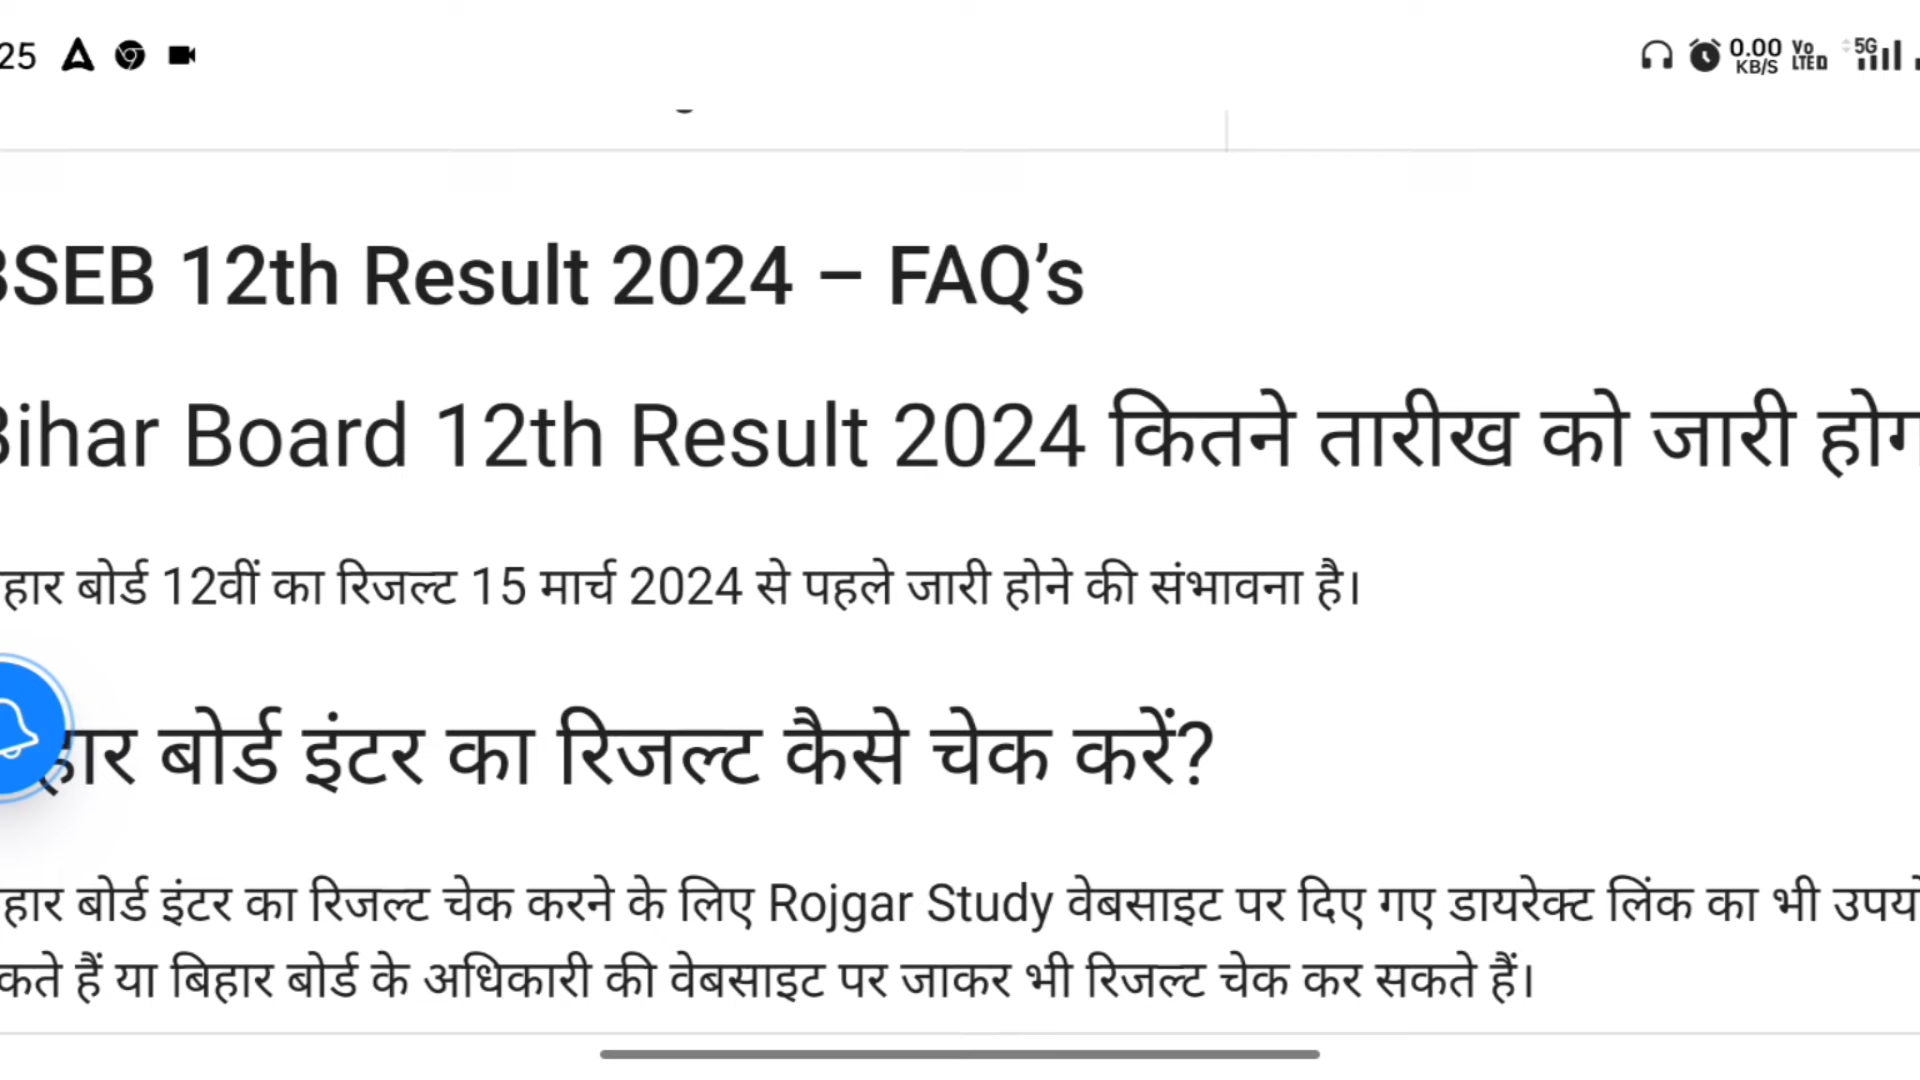 25 0.00 KB/S Vo LTED 5G
BSEB 12th Result 2024 – FAQ’s
Bihar Board 12th Result 2024 कितने तारीख को जारी
हार बोर्ड 12वीं का रिजल्ट 15 मार्च 2024 से पहले जारी होने की संभावना है।
बोर्ड इंटर का रिजल्ट कैसे चेक करें?
हार बोर्ड इंटर का रिजल्ट चेक करने के लिए Rojgar Study वेबसाइट पर दिए गए डायरेक्ट लिंक का भी
कते हैं या बिहार बोर्ड के अधिकारी की वेबसाइट पर जाकर भी रिजल्ट चेक कर सकते हैं।